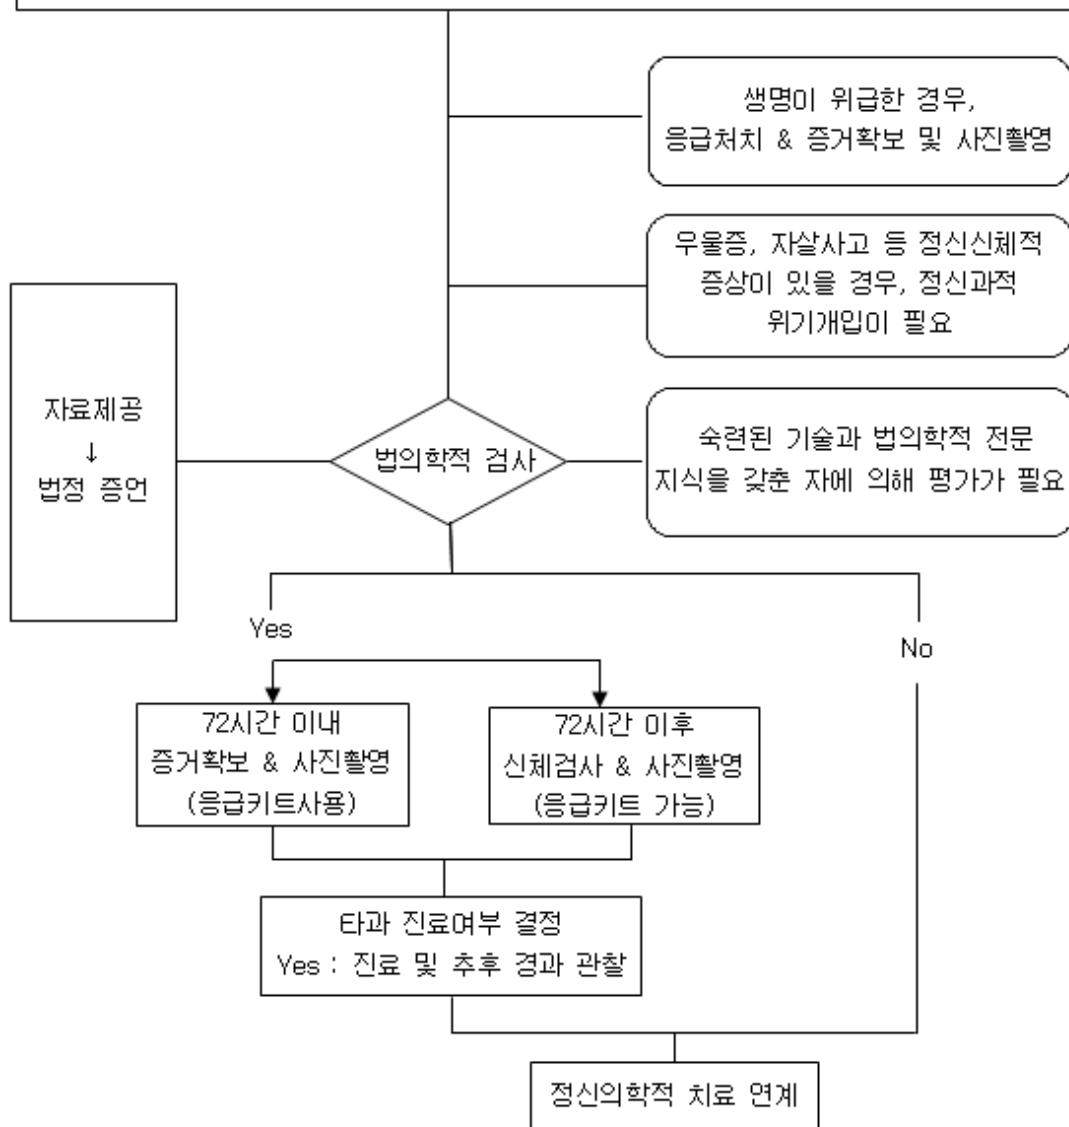 생명이 위급한 경우,
응급처치 & 증거확보 및 사진촬영
우울증, 자살사고 등 정신신체적
증상이 있을 경우, 정신과적
위기개입이 필요
자료제공
↓
법정 증언
법의학적 검사
숙련된 기술과 법의학적 전문
지식을 갖춘 자에 의해 평가가 필요
Yes
No
72시간 이내
증거확보 & 사진촬영
(응급키트사용)
72시간 이후
신체검사 & 사진촬영
(응급키트 가능)
타과 진료여부 결정
Yes : 진료 및 추후 경과 관찰
정신의학적 치료 연계